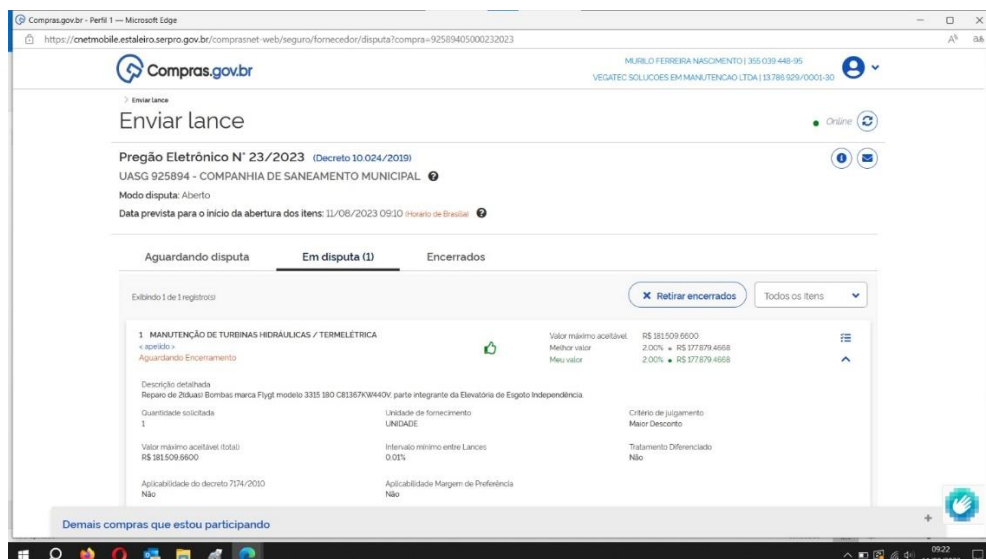 Compras.gov.br - Perfil 1 — Microsoft Edge
https://cnetmobile.estaleiro.serpro.gov.br/comprasnet-web/seguro/fornecedor/disputa?compra=92589405000232023
Compras.gov.br
MURILO FERREIRA NASCIMENTO | 355.039.448-95
VEGATEC SOLUCOES EM MANUTENCAO LTDA | 13.786.929/0001-30
> Enviar lance
Enviar lance
Online
Pregão Eletrônico N° 23/2023 (Decreto 10.024/2019)
UASG 925894 - COMPANHIA DE SANEAMENTO MUNICIPAL
Modo disputa: Aberto
Data prevista para o início da abertura dos itens: 11/08/2023 09:10 (Horário de Brasília)
Aguardando disputa Em disputa (1) Encerrados
Exibindo 1 de 1 registro(s)
Retirar encerrados Todos os Itens
1 MANUTENÇÃO DE TURBINAS HIDRÁULICAS / TERMELÉTRICA
< apelido >
Aguardando Encerramento
Valor máximo aceitável R$ 181.509,6600
Melhor valor 2,00% R$ 177.879,4668
Meu valor 2,00% R$ 177.879,4668
Descrição detalhada
Reparo de 2(duas) Bombas marca Flygt modelo 3315 180 C81367KW440V, parte integrante da Elevatória de Esgoto Independência.
Quantidade solicitada Unidade de fornecimento Critério de julgamento
1 UNIDADE Maior Desconto
Valor máximo aceitável (total) Intervalo mínimo entre Lances Tratamento Diferenciado
R$ 181.509,6600 0.01% Não
Aplicabilidade do decreto 7174/2010 Aplicabilidade Margem de Preferência
Não Não
Demais compras que estou participando
09:22